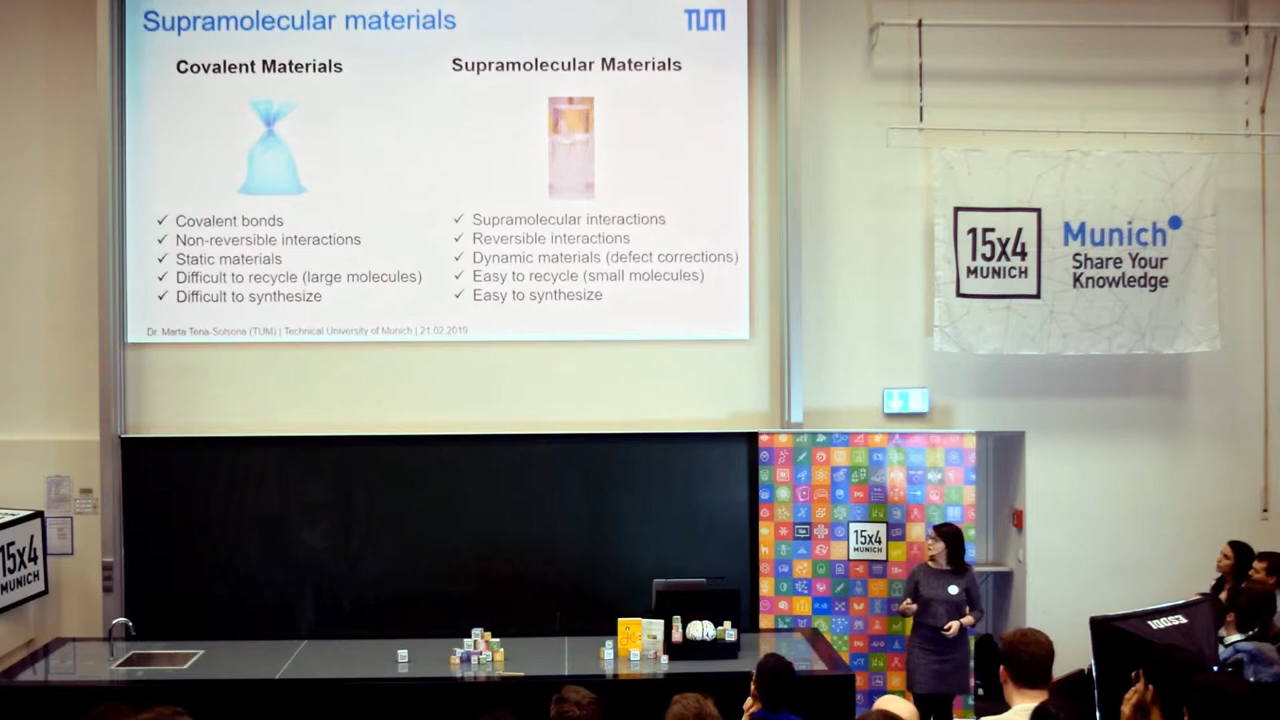 Supramolecular materials
TUM
Covalent Materials
Supramolecular Materials
✓ Covalent bonds
✓ Non-reversible interactions
✓ Static materials
✓ Difficult to recycle (large molecules)
✓ Difficult to synthesize
✓ Supramolecular interactions
✓ Reversible interactions
✓ Dynamic materials (defect corrections)
✓ Easy to recycle (small molecules)
✓ Easy to synthesize
Dr. Marta Tena-Solsona (TUM) | Technical University of Munich | 21.02.2019
15x4
MUNICH
Munich
Share Your
Knowledge
15x4
MUNICH
15x4
MUNICH
ESDDI